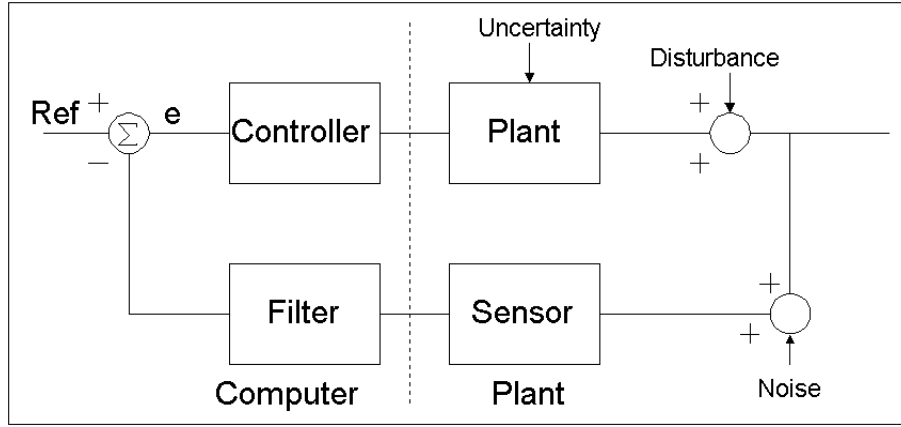 Uncertainty
Disturbance
Ref + e Controller Plant +
Σ
− +
Filter Sensor + +
Computer Plant Noise